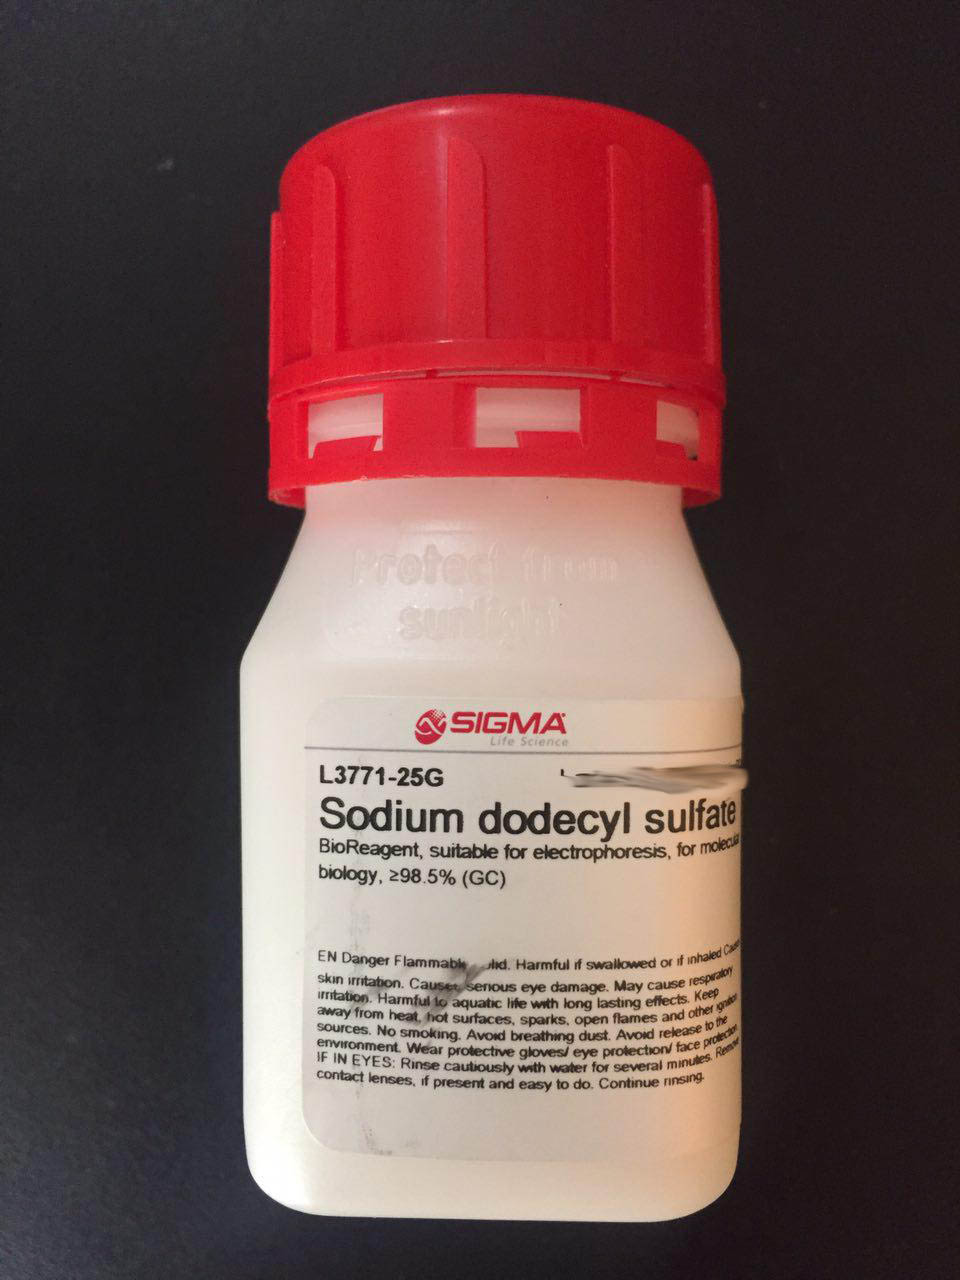 Protect from
sunlight
SIGMA
Life Science
L3771-25G
Sodium dodecyl sulfate
BioReagent, suitable for electrophoresis, for
biology, ≥98.5% (GC)
EN Danger Flammable Harmful if swallowed or if inhaled
skin irritation. Causes serious eye damage. May cause respiratory
irritation. Harmful to aquatic life with long lasting effects. Keep
away from heat, hot surfaces, sparks, open flames and other ignition
sources. No smoking. Avoid breathing dust. Avoid release to the
environment. Wear protective gloves/ eye protection/ face protection.
IF IN EYES: Rinse cautiously with water for several minutes. Remove
contact lenses, if present and easy to do. Continue rinsing.